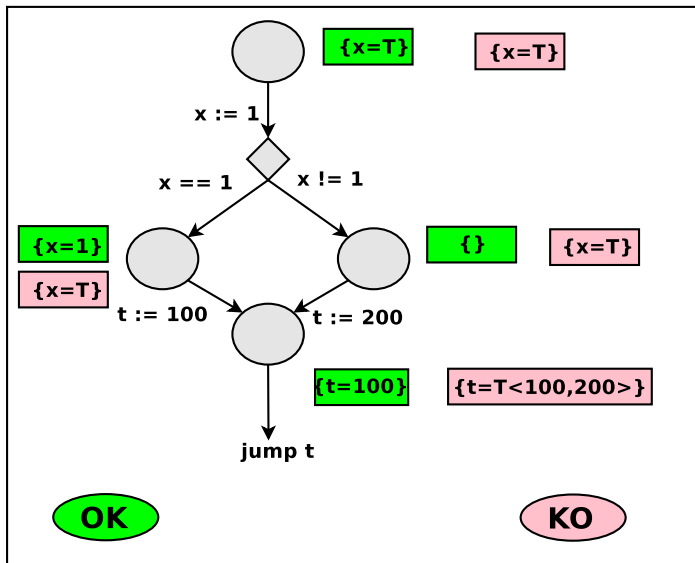 {x=T}
{x=T}
x := 1
x == 1
x != 1
{x=1}
{}
{x=T}
{x=T}
t := 100
t := 200
{t=100}
{t=T<100,200>}
jump t
OK
KO